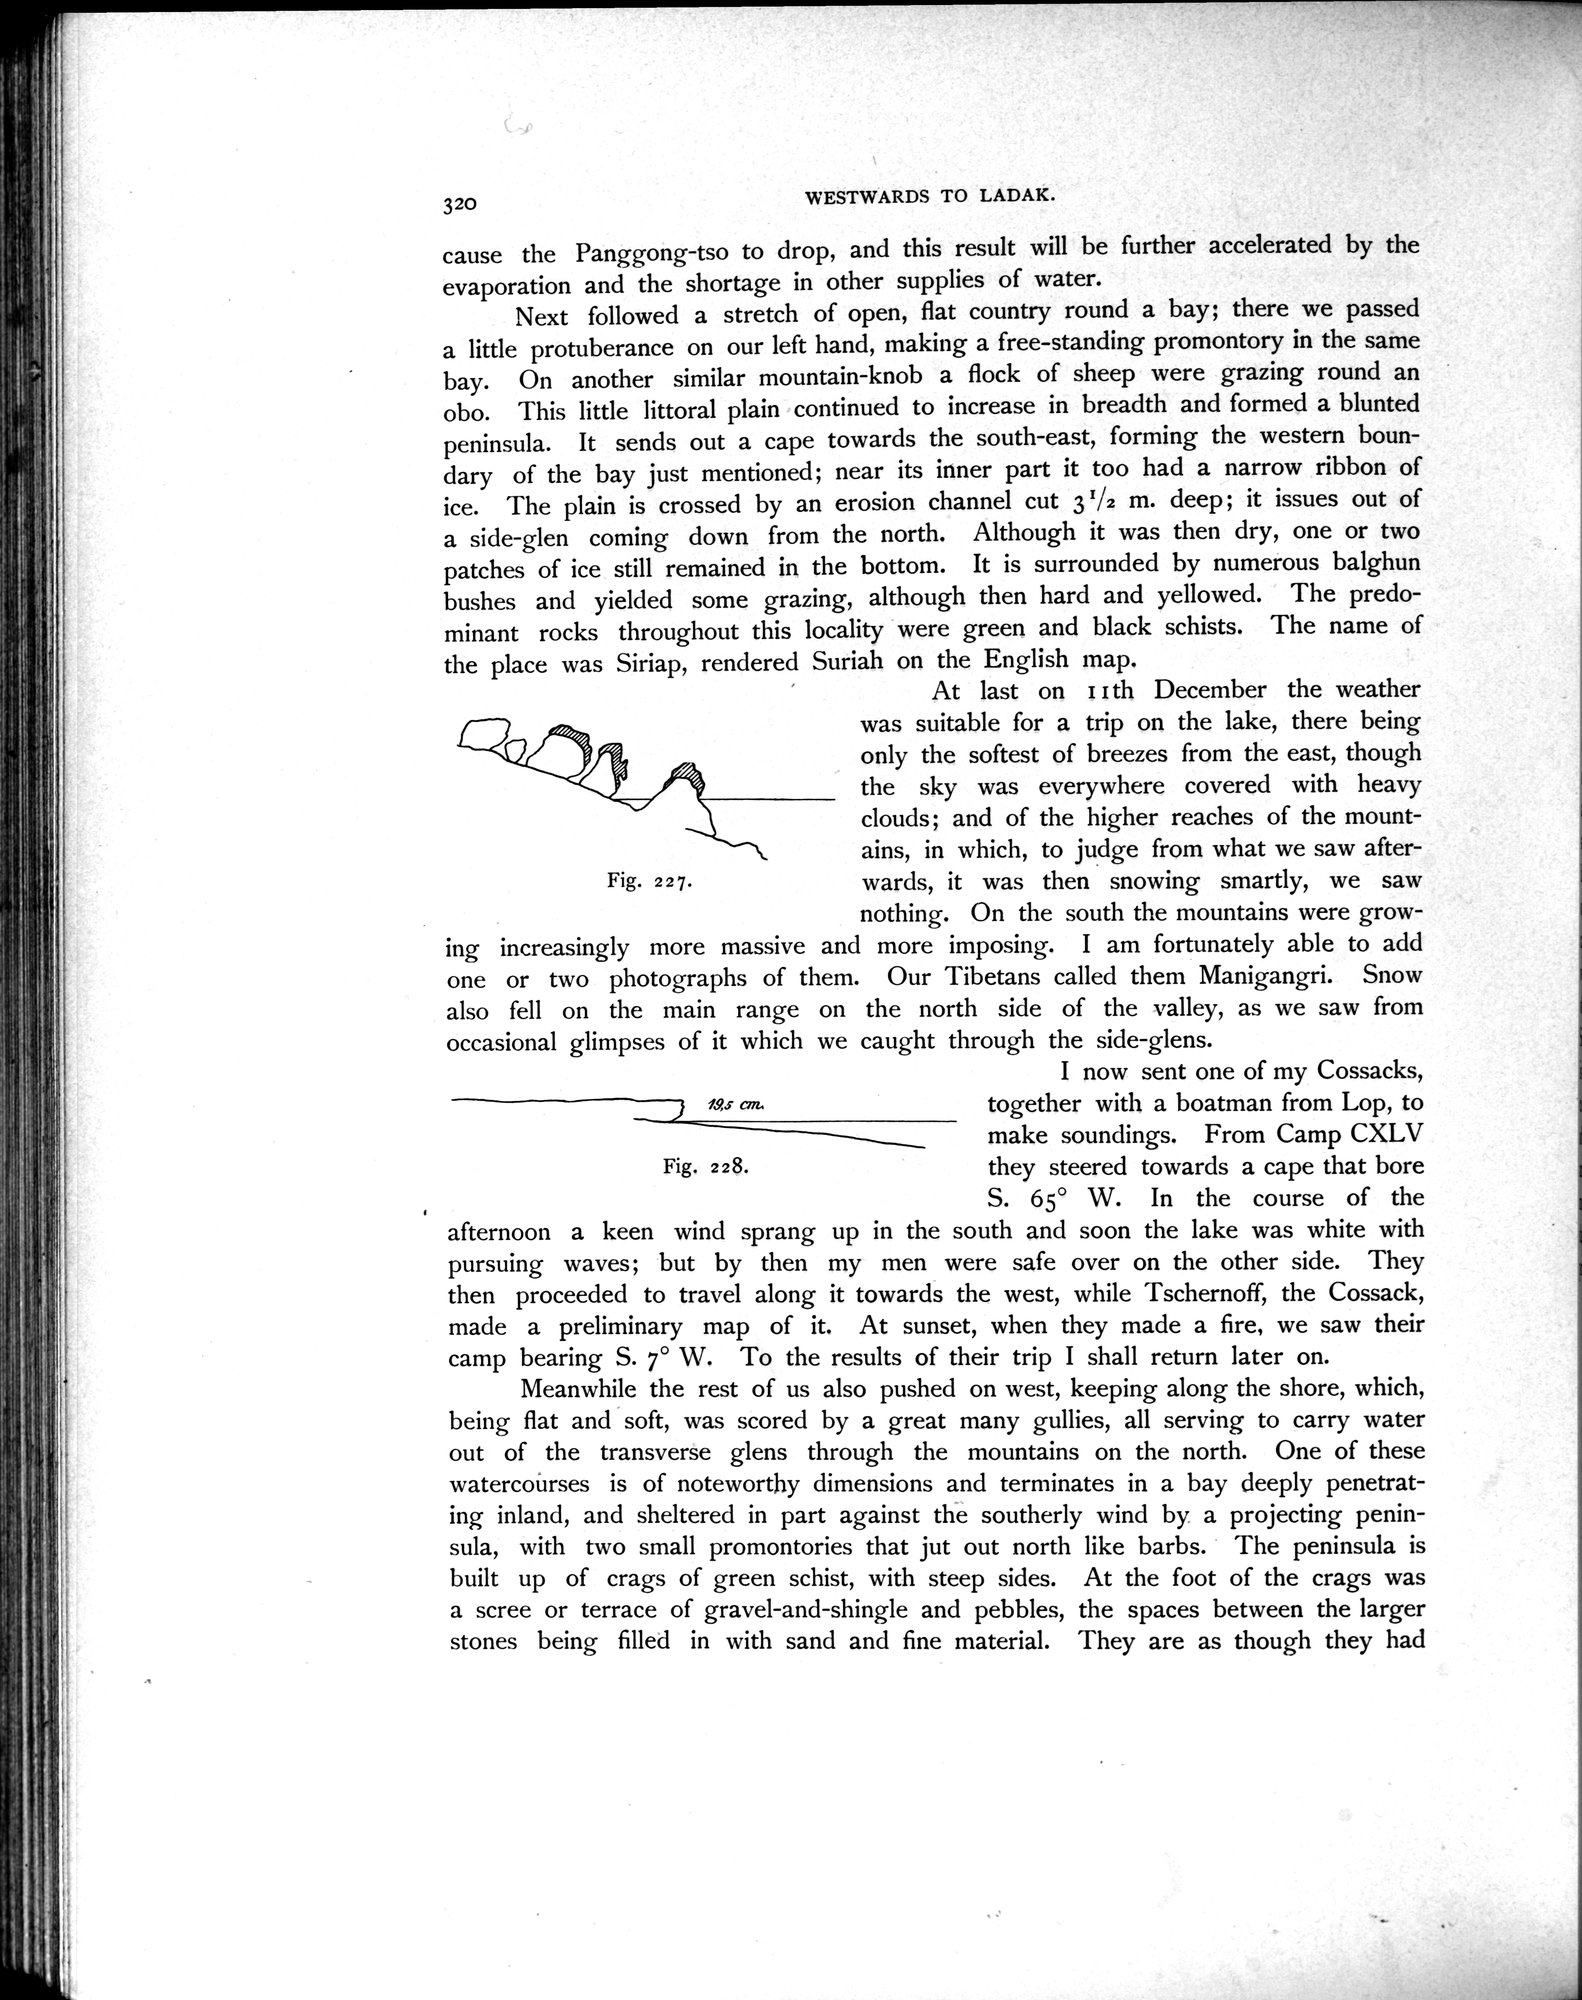 320
WESTWARDS TO LADAK.
cause the Panggong-tso to drop, and this result will be further accelerated by the
evaporation and the shortage in other supplies of water.
Next followed a stretch of open, flat country round a bay; there we passed
a little protuberance on our left hand, making a free-standing promontory in the same
bay. On another similar mountain-knob a flock of sheep were grazing round an
obo. This little littoral plain continued to increase in breadth and formed a blunted
peninsula. It sends out a cape towards the south-east, forming the western boun-
dary of the bay just mentioned; near its inner part it too had a narrow ribbon of
ice. The plain is crossed by an erosion channel cut 3 1/2 m. deep; it issues out of
a side-glen coming down from the north. Although it was then dry, one or two
patches of ice still remained in the bottom. It is surrounded by numerous balghun
bushes and yielded some grazing, although then hard and yellowed. The predo-
minant rocks throughout this locality were green and black schists. The name of
the place was Siriap, rendered Suriah on the English map.
At last on 11th December the weather
was suitable for a trip on the lake, there being
only the softest of breezes from the east, though
the sky was everywhere covered with heavy
clouds; and of the higher reaches of the mount-
ains, in which, to judge from what we saw after-
wards, it was then snowing smartly, we saw
nothing. On the south the mountains were grow-
Fig. 227.
ing increasingly more massive and more imposing. I am fortunately able to add
one or two photographs of them. Our Tibetans called them Manigangri. Snow
also fell on the main range on the north side of the valley, as we saw from
occasional glimpses of it which we caught through the side-glens.
I now sent one of my Cossacks,
together with a boatman from Lop, to
make soundings. From Camp CXLV
they steered towards a cape that bore
S. 65° W. In the course of the
19,5 cm.
Fig. 228.
afternoon a keen wind sprang up in the south and soon the lake was white with
pursuing waves; but by then my men were safe over on the other side. They
then proceeded to travel along it towards the west, while Tschernoff, the Cossack,
made a preliminary map of it. At sunset, when they made a fire, we saw their
camp bearing S. 7° W. To the results of their trip I shall return later on.
Meanwhile the rest of us also pushed on west, keeping along the shore, which,
being flat and soft, was scored by a great many gullies, all serving to carry water
out of the transverse glens through the mountains on the north. One of these
watercourses is of noteworthy dimensions and terminates in a bay deeply penetrat-
ing inland, and sheltered in part against the southerly wind by a projecting penin-
sula, with two small promontories that jut out north like barbs. The peninsula is
built up of crags of green schist, with steep sides. At the foot of the crags was
a scree or terrace of gravel-and-shingle and pebbles, the spaces between the larger
stones being filled in with sand and fine material. They are as though they had